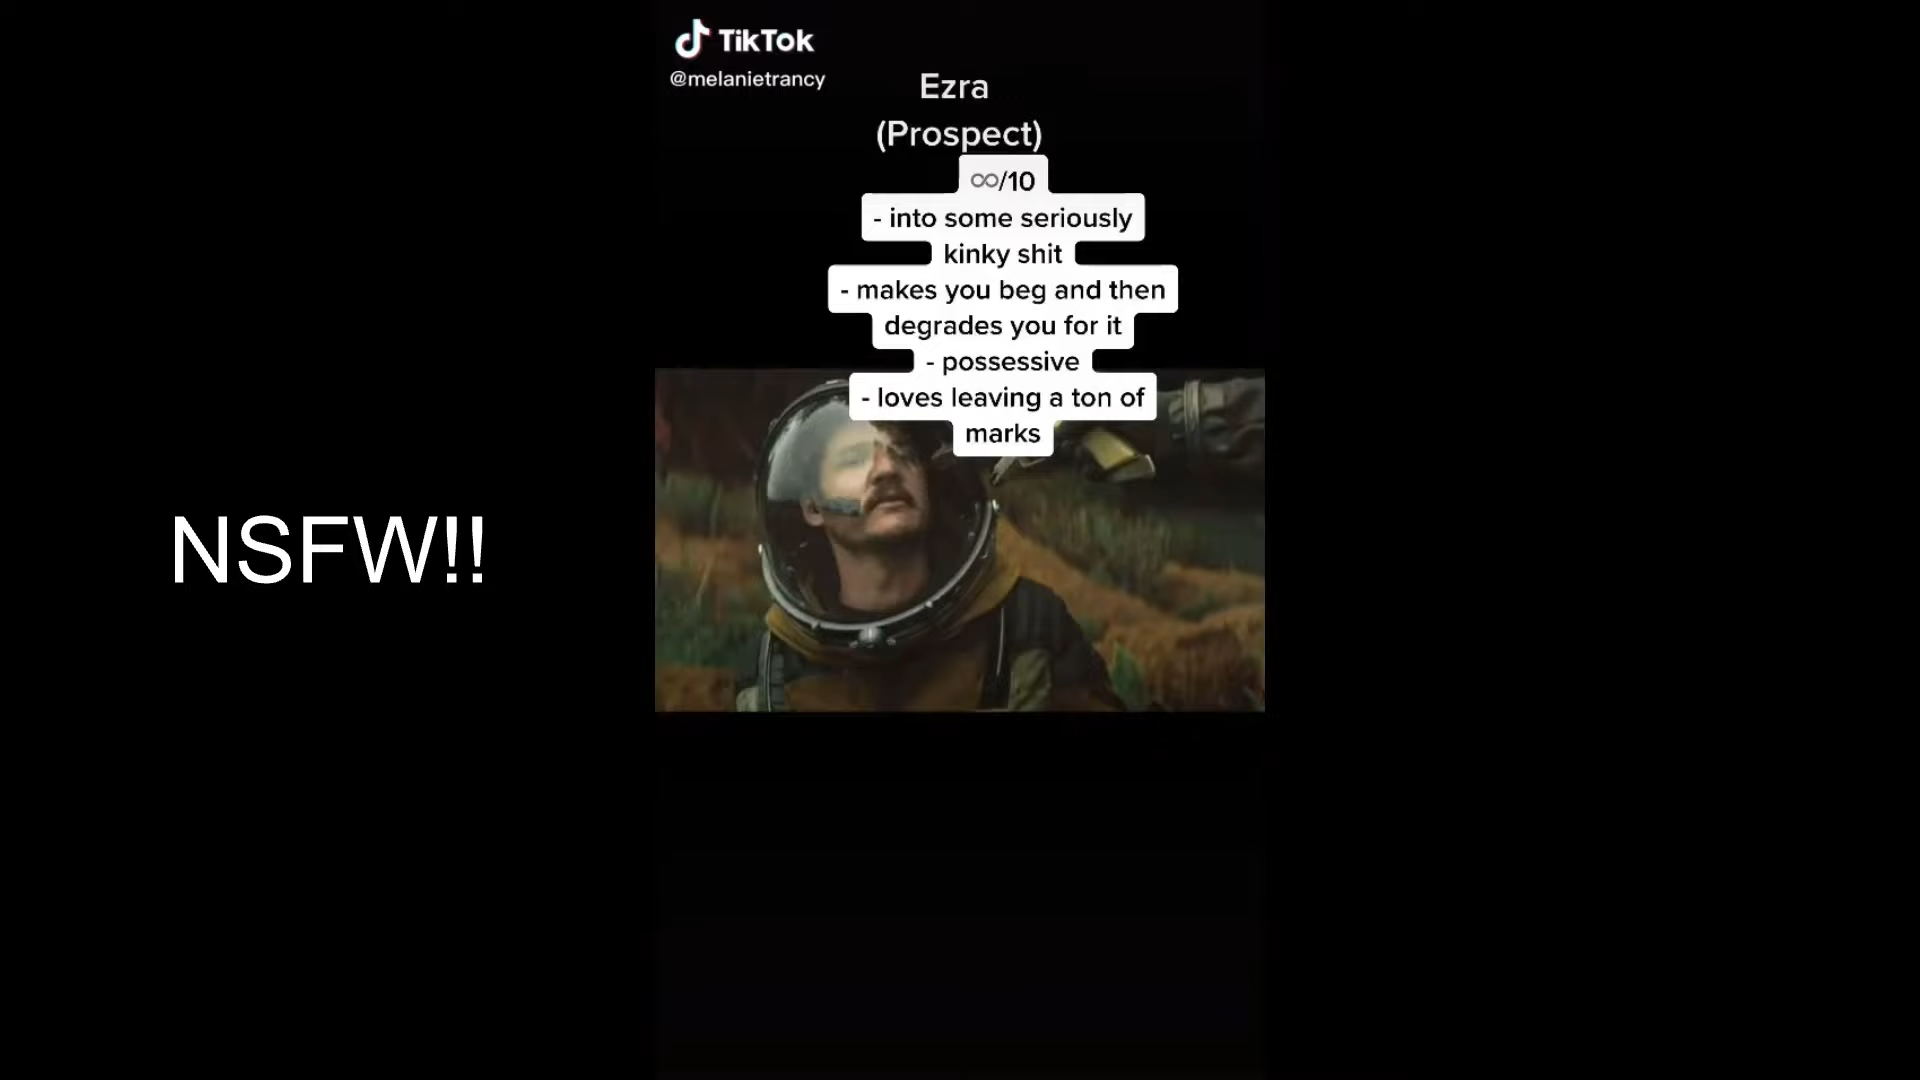 TikTok
@melanietrancy
Ezra
(Prospect)
∞/10
- into some seriously
kinky shit
- makes you beg and then
degrades you for it
- possessive
- loves leaving a ton of
marks
NSFW!!